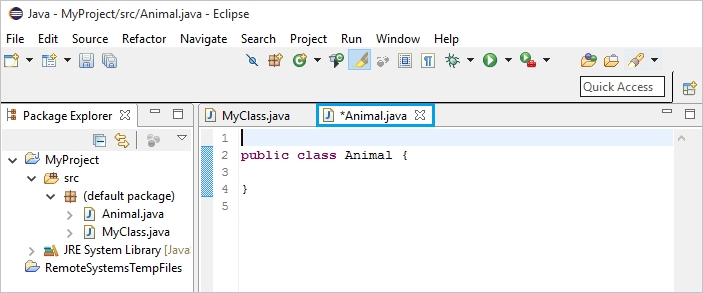 Java - MyProject/src/Animal.java - Eclipse
File Edit Source Refactor Navigate Search Project Run Window Help
Quick Access
Package Explorer
MyProject
src
(default package)
Animal.java
MyClass.java
JRE System Library [Java
RemoteSystemsTempFiles
MyClass.java *Animal.java
1
2 public class Animal {
3
4 }
5